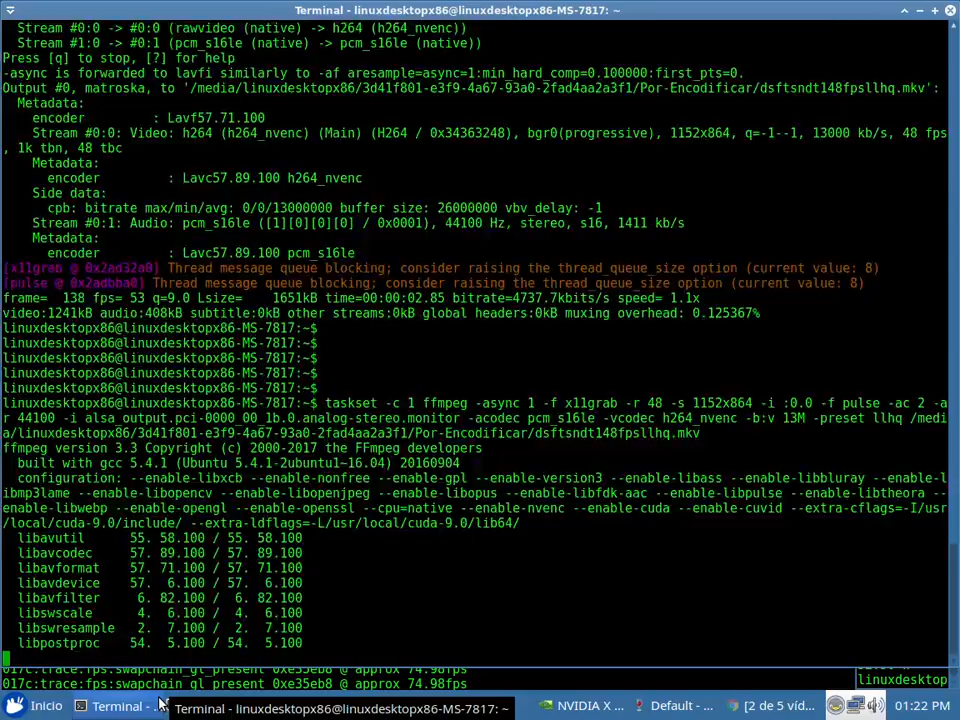 Terminal - linuxdesktopx86@linuxdesktopx86-MS-7817: ~
Stream #0:0 -> #0:0 (rawvideo (native) -> h264 (h264_nvenc))
Stream #1:0 -> #0:1 (pcm_s16le (native) -> pcm_s16le (native))
Press [q] to stop, [?] for help
-async is forwarded to lavfi similarly to -af aresample=async=1:min_hard_comp=0.100000:first_pts=0.
Output #0, matroska, to '/media/linuxdesktopx86/3d41f801-e3f9-4a67-93a0-2fad4aa2a3f1/Por-Encodificar/dsftsndt148fpsllhq.mkv':
Metadata:
encoder : Lavf57.71.100
Stream #0:0: Video: h264 (h264_nvenc) (Main) (H264 / 0x34363248), bgr0(progressive), 1152x864, q=-1--1, 13000 kb/s, 48 fps
, 1k tbn, 48 tbc
Metadata:
encoder : Lavc57.89.100 h264_nvenc
Side data:
cpb: bitrate max/min/avg: 0/0/13000000 buffer size: 26000000 vbv_delay: -1
Stream #0:1: Audio: pcm_s16le ([1][0][0][0] / 0x0001), 44100 Hz, stereo, s16, 1411 kb/s
Metadata:
encoder : Lavc57.89.100 pcm_s16le
[x11grab @ 0x2ad32a0] Thread message queue blocking; consider raising the thread_queue_size option (current value: 8)
[pulse @ 0x2adbba0] Thread message queue blocking; consider raising the thread_queue_size option (current value: 8)
frame= 138 fps= 53 q=9.0 Lsize= 1651kB time=00:00:02.85 bitrate=4737.7kbits/s speed= 1.1x
video:1241kB audio:408kB subtitle:0kB other streams:0kB global headers:0kB muxing overhead: 0.125367%
linuxdesktopx86@linuxdesktopx86-MS-7817:~$
linuxdesktopx86@linuxdesktopx86-MS-7817:~$
linuxdesktopx86@linuxdesktopx86-MS-7817:~$
linuxdesktopx86@linuxdesktopx86-MS-7817:~$
linuxdesktopx86@linuxdesktopx86-MS-7817:~$
linuxdesktopx86@linuxdesktopx86-MS-7817:~$ taskset -c 1 ffmpeg -async 1 -f x11grab -r 48 -s 1152x864 -i :0.0 -f pulse -ac 2 -a
r 44100 -i alsa_output.pci-0000_00_1b.0.analog-stereo.monitor -acodec pcm_s16le -vcodec h264_nvenc -b:v 13M -preset llhq /medi
a/linuxdesktopx86/3d41f801-e3f9-4a67-93a0-2fad4aa2a3f1/Por-Encodificar/dsftsndt148fpsllhq.mkv
ffmpeg version 3.3 Copyright (c) 2000-2017 the FFmpeg developers
built with gcc 5.4.1 (Ubuntu 5.4.1-2ubuntu1~16.04) 20160904
configuration: --enable-libxcb --enable-nonfree --enable-gpl --enable-version3 --enable-libass --enable-libbluray --enable-l
ibmp3lame --enable-libopencv --enable-libopenjpeg --enable-libopus --enable-libfdk-aac --enable-libpulse --enable-libtheora --
enable-libwebp --enable-opengl --enable-openssl --cpu=native --enable-nvenc --enable-cuda --enable-cuvid --extra-cflags=-I/usr
/local/cuda-9.0/include/ --extra-ldflags=-L/usr/local/cuda-9.0/lib64/
libavutil 55. 58.100 / 55. 58.100
libavcodec 57. 89.100 / 57. 89.100
libavformat 57. 71.100 / 57. 71.100
libavdevice 57. 6.100 / 57. 6.100
libavfilter 6. 82.100 / 6. 82.100
libswscale 4. 6.100 / 4. 6.100
libswresample 2. 7.100 / 2. 7.100
libpostproc 54. 5.100 / 54. 5.100
017c:trace:fps:swapchain_gl_present 0xe35eb8 @ approx 74.98fps
017c:trace:fps:swapchain_gl_present 0xe35eb8 @ approx 74.98fps
linuxdesktop
Inicio
Terminal - 
Terminal - linuxdesktopx86@linuxdesktopx86-MS-7817: ~
NVIDIA X ...
Default - ...
[2 de 5 víd...
01:22 PM